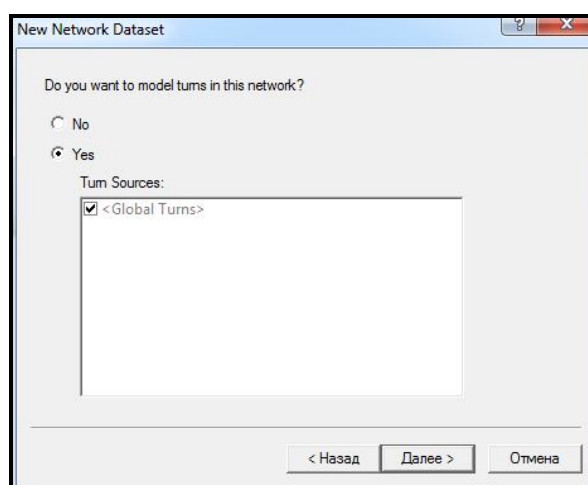 New Network Dataset
Do you want to model turns in this network?
No
Yes
Turn Sources:
<Global Turns>
< Назад Далее > Отмена